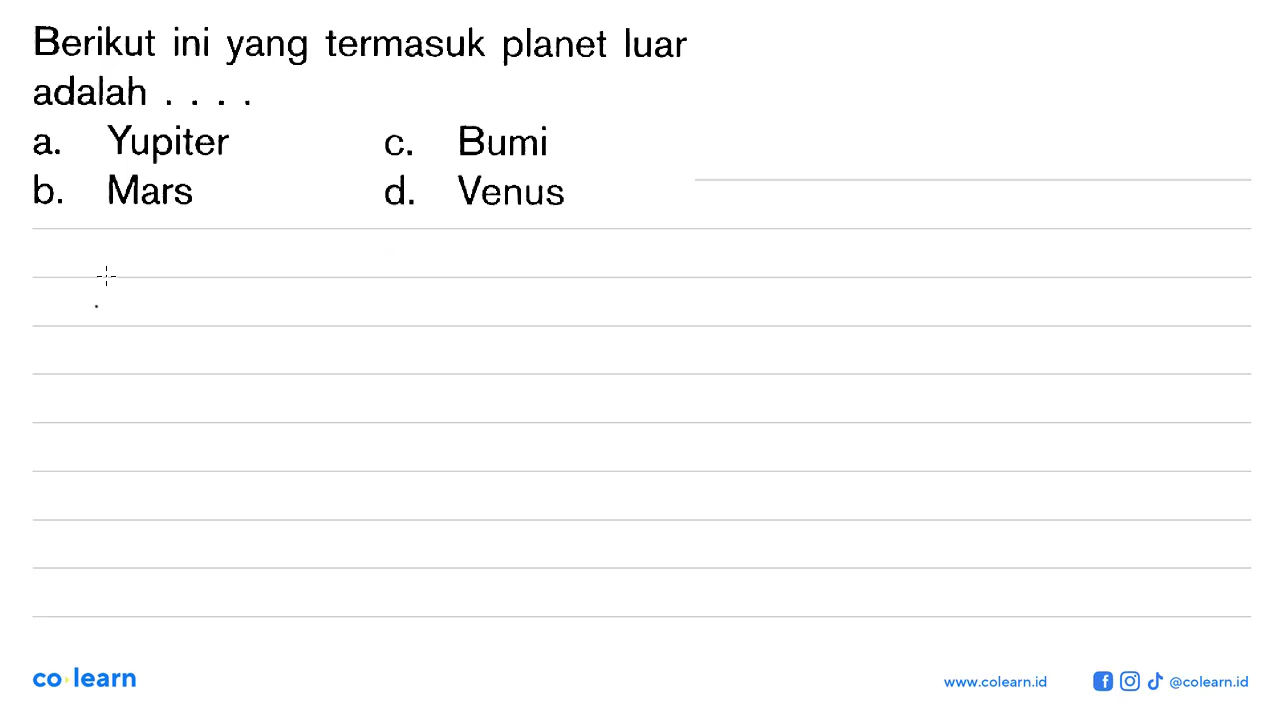 Berikut ini yang termasuk planet luar
adalah . . . .
a. Yupiter c. Bumi
b. Mars d. Venus
co learn
www.colearn.id @colearn.id